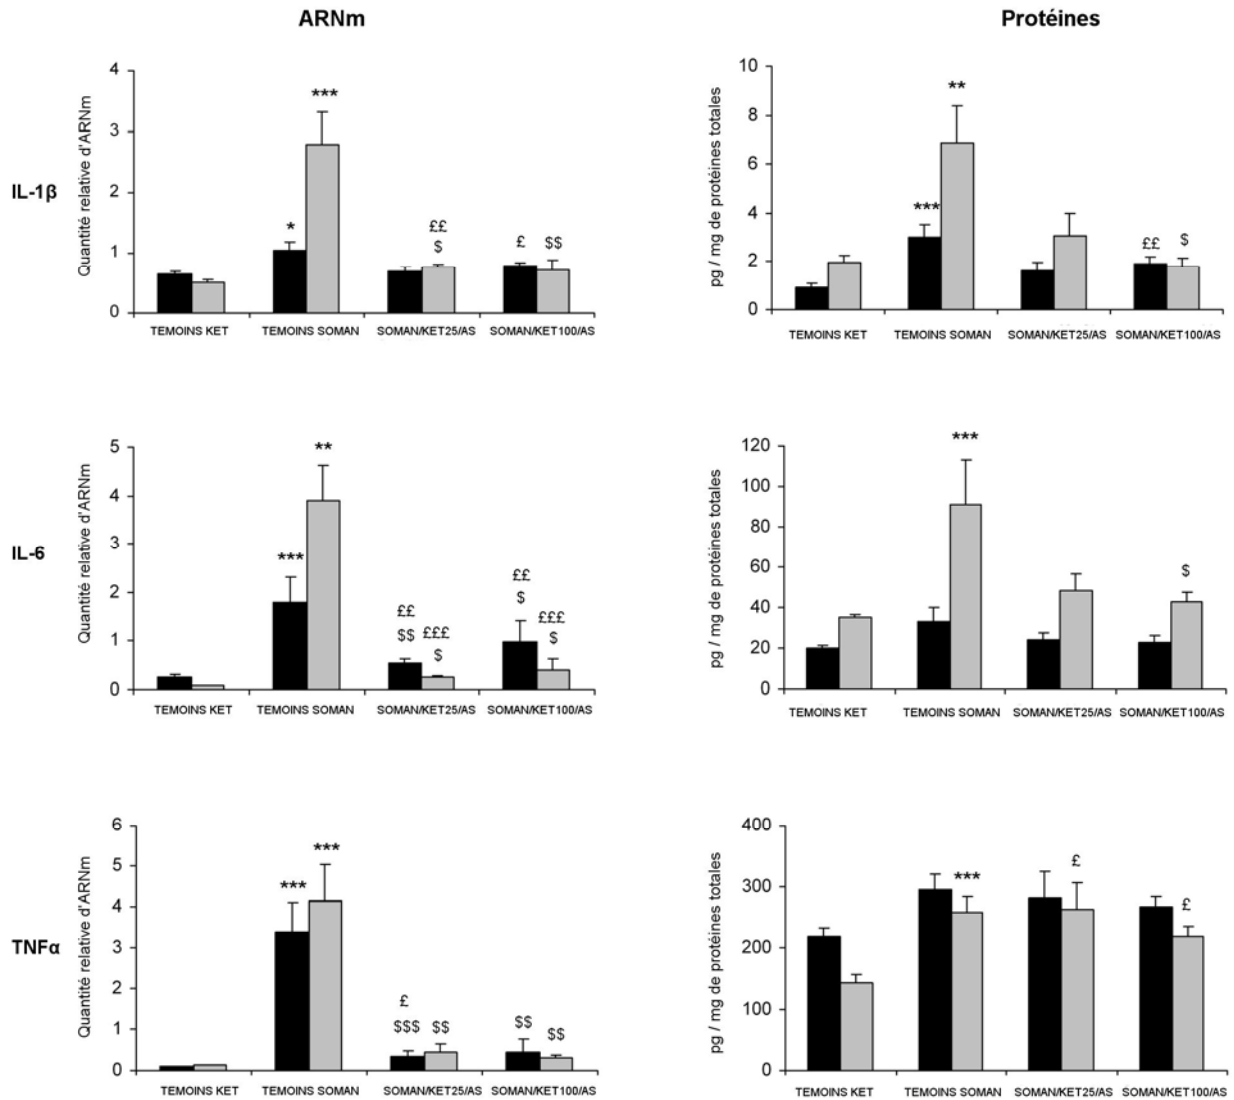 ARNm
Protéines
IL-1β
Quantité relative d'ARNm
4
3
2
1
0
***
*
££
$
£
$$
TEMOINS KET
TEMOINS SOMAN
SOMAN/KET25/AS
SOMAN/KET100/AS
pg / mg de protéines totales
10
8
6
4
2
0
**
***
££
$
TEMOINS KET
TEMOINS SOMAN
SOMAN/KET25/AS
SOMAN/KET100/AS
IL-6
Quantité relative d'ARNm
5
4
3
2
1
0
**
***
££
$$
£££
$
££
$
£££
$
TEMOINS KET
TEMOINS SOMAN
SOMAN/KET25/AS
SOMAN/KET100/AS
pg / mg de protéines totales
120
100
80
60
40
20
0
***
$
TEMOINS KET
TEMOINS SOMAN
SOMAN/KET25/AS
SOMAN/KET100/AS
TNFα
Quantité relative d'ARNm
6
5
4
3
2
1
0
***
***
£
$$$
$$
$$
$$
TEMOINS KET
TEMOINS SOMAN
SOMAN/KET25/AS
SOMAN/KET100/AS
pg / mg de protéines totales
400
300
200
100
0
***
£
£
TEMOINS KET
TEMOINS SOMAN
SOMAN/KET25/AS
SOMAN/KET100/AS